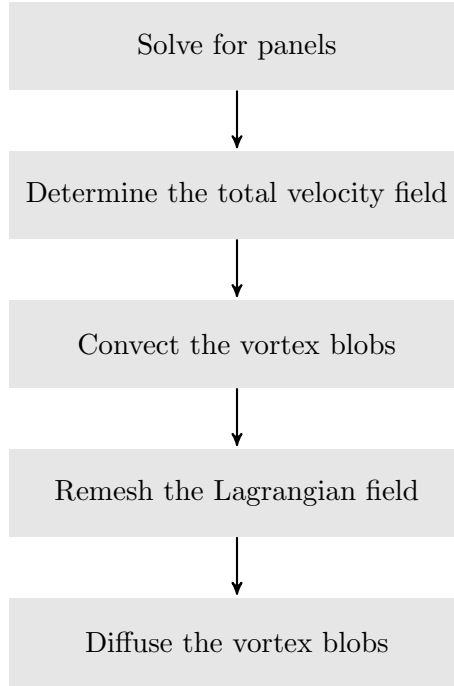 Solve for panels
Determine the total velocity field
Convect the vortex blobs
Remesh the Lagrangian field
Diffuse the vortex blobs